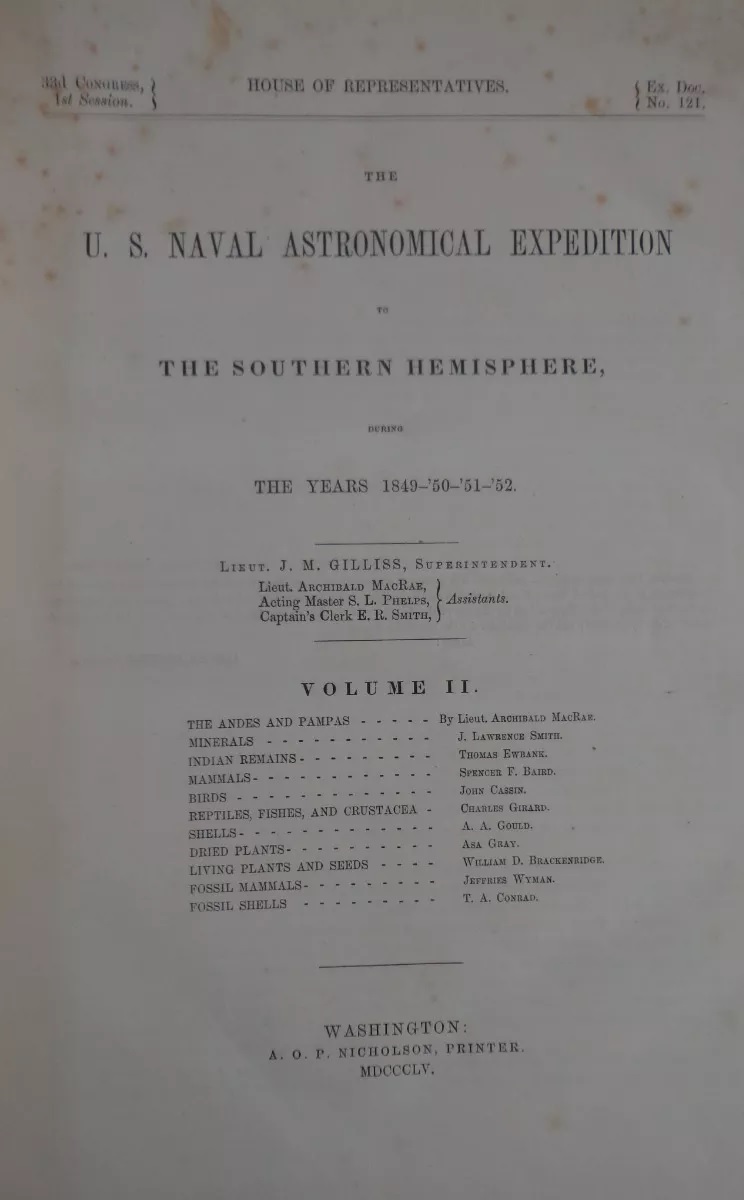 33d Congress, } HOUSE OF REPRESENTATIVES. { Ex. Doc.
1st Session. } { No. 121.
THE
U. S. NAVAL ASTRONOMICAL EXPEDITION
TO
THE SOUTHERN HEMISPHERE,
DURING
THE YEARS 1849-'50-'51-'52.
LIEUT. J. M. GILLISS, SUPERINTENDENT.
Lieut. ARCHIBALD MACRAE,
Acting Master S. L. PHELPS, } Assistants.
Captain's Clerk E. R. SMITH,
VOLUME II.
THE ANDES AND PAMPAS - - - - - By Lieut. ARCHIBALD MACRAE.
MINERALS - - - - - - - - - - - J. LAWRENCE SMITH.
INDIAN REMAINS - - - - - - - - - THOMAS EWBANK.
MAMMALS - - - - - - - - - - - - SPENCER F. BAIRD.
BIRDS - - - - - - - - - - - - - JOHN CASSIN.
REPTILES, FISHES, AND CRUSTACEA - CHARLES GIRARD.
SHELLS - - - - - - - - - - - - - A. A. GOULD.
DRIED PLANTS - - - - - - - - - - ASA GRAY.
LIVING PLANTS AND SEEDS - - - - WILLIAM D. BRACKENRIDGE.
FOSSIL MAMMALS - - - - - - - - JEFFRIES WYMAN.
FOSSIL SHELLS - - - - - - - - - T. A. CONRAD.
WASHINGTON:
A. O. P. NICHOLSON, PRINTER.
MDCCCLV.